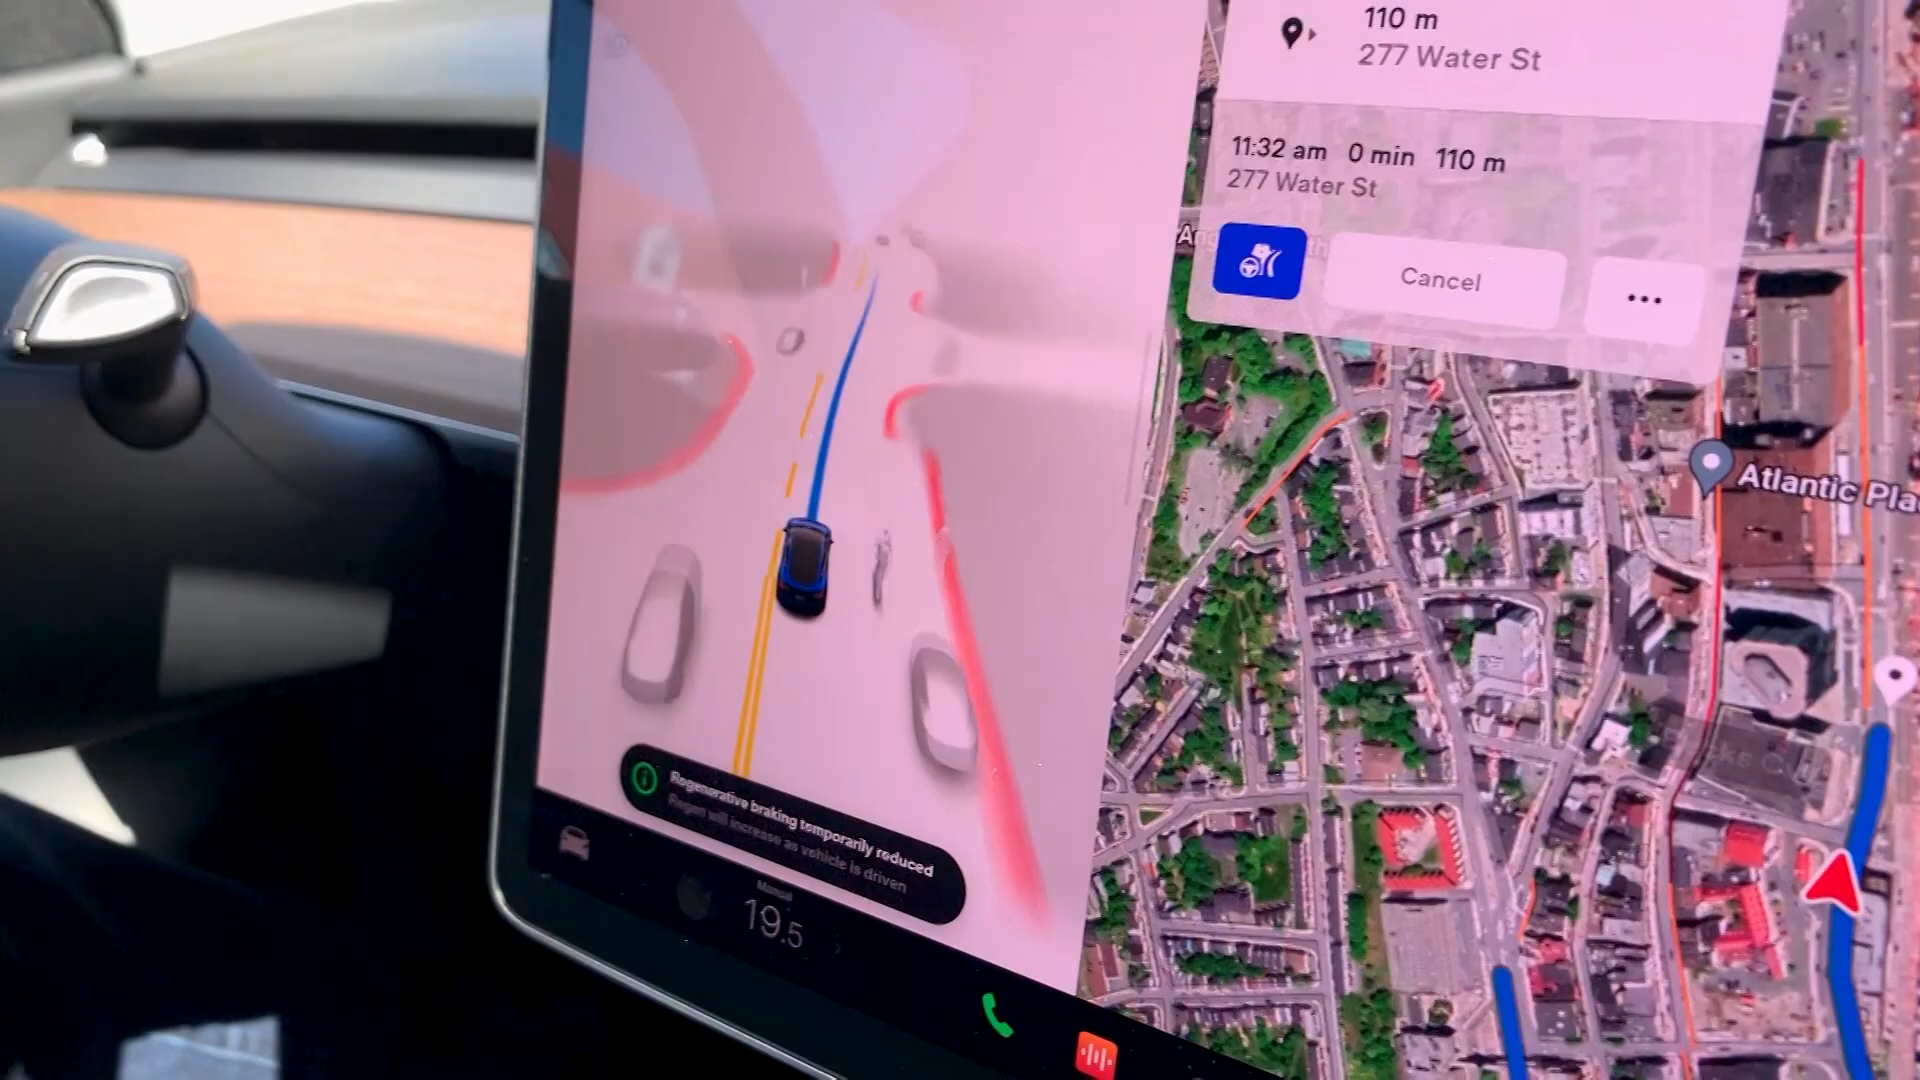 110 m
277 Water St
11:32 am 0 min 110 m
277 Water St
Cancel
Atlantic Pla
Regenerative braking temporarily reduced
Regen will increase as vehicle is driven
Manual
19.5